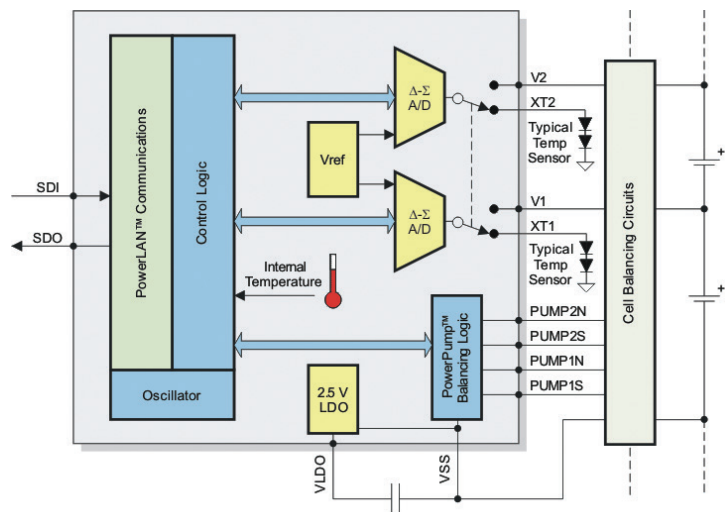 V2
XT2
Δ-Σ
A/D
Typical
Temp
Sensor
+
Vref
SDI
SDO
PowerLAN™ Communications
Control Logic
V1
XT1
Δ-Σ
A/D
Typical
Temp
Sensor
+
Internal
Temperature
Cell Balancing Circuits
PUMP2N
PUMP2S
PUMP1N
PUMP1S
PowerPump™
Balancing Logic
Oscillator
2.5 V
LDO
VLDO
VSS